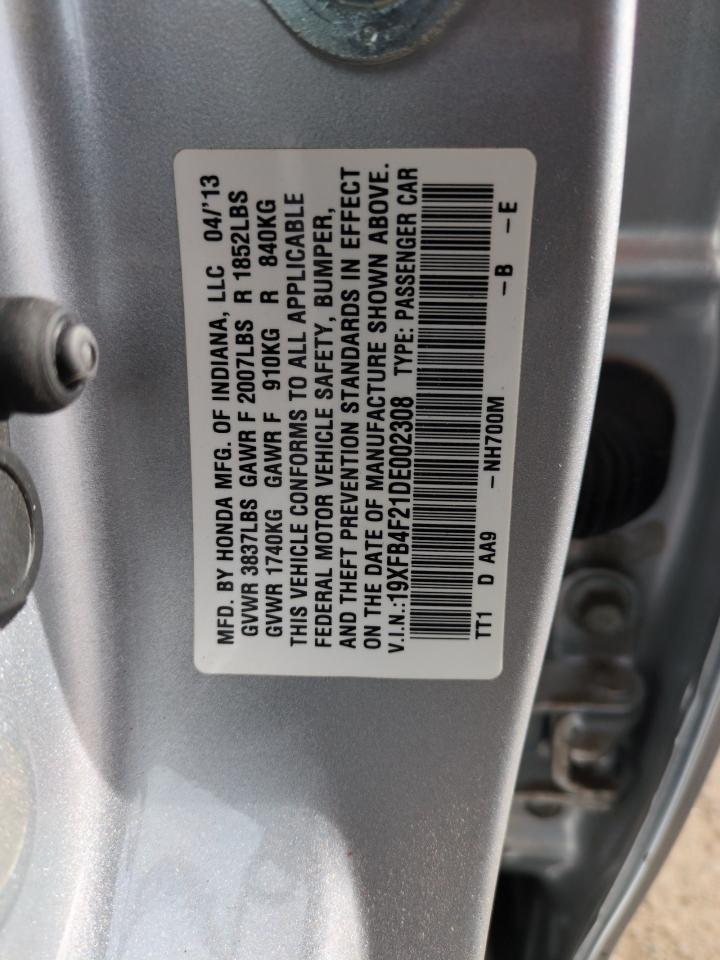 MFD. BY HONDA MFG. OF INDIANA, LLC 04/'13
GVWR 3837LBS GAWR F 2007LBS R 1852LBS
GVWR 1740KG GAWR F 910KG R 840KG
THIS VEHICLE CONFORMS TO ALL APPLICABLE
FEDERAL MOTOR VEHICLE SAFETY, BUMPER,
AND THEFT PREVENTION STANDARDS IN EFFECT
ON THE DATE OF MANUFACTURE SHOWN ABOVE.
V.I.N.:19XFB4F21DE002308 TYPE: PASSENGER CAR
TT1 D AA9 -NH700M -B -E